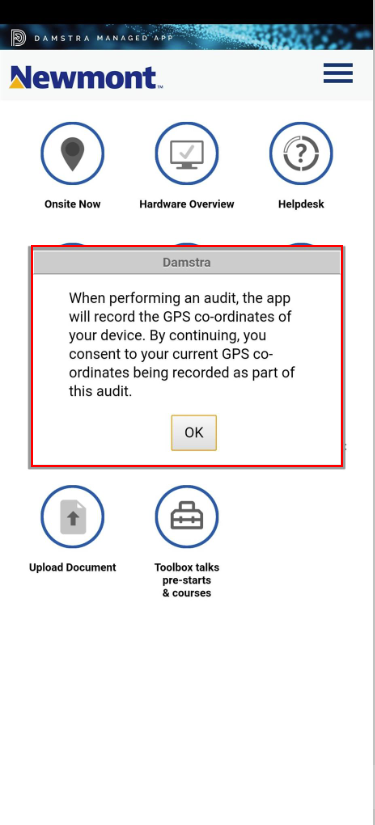 DAMSTRA MANAGED APP
Newmont
Onsite Now
Hardware Overview
Helpdesk
Damstra
When performing an audit, the app
will record the GPS co-ordinates of
your device. By continuing, you
consent to your current GPS co-
ordinates being recorded as part of
this audit.
OK
Upload Document
Toolbox talks
pre-starts
& courses